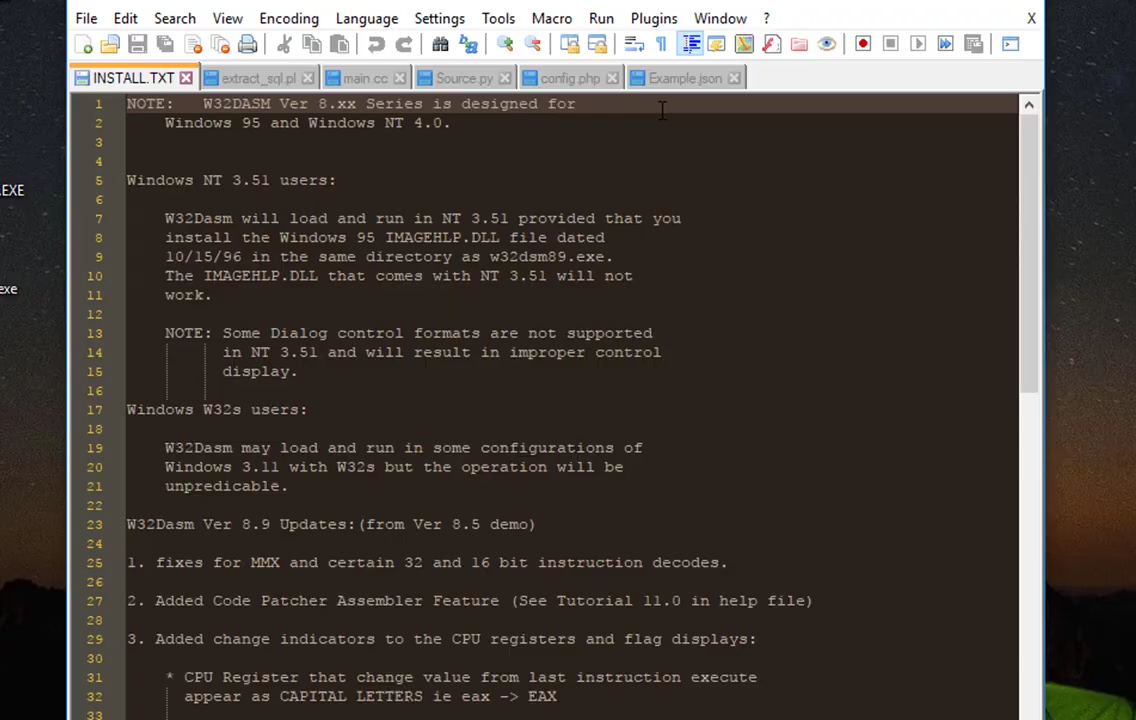 File Edit Search View Encoding Language Settings Tools Macro Run Plugins Window ? X
INSTALL.TXT extract_sql.pl main.cc Source.py config.php Example.json
1 NOTE: W32DASM Ver 8.xx Series is designed for
2 Windows 95 and Windows NT 4.0.
3
4
5 Windows NT 3.51 users:
6
7 W32Dasm will load and run in NT 3.51 provided that you
8 install the Windows 95 IMAGEHLP.DLL file dated
9 10/15/96 in the same directory as w32dsm89.exe.
10 The IMAGEHLP.DLL that comes with NT 3.51 will not
11 work.
12
13 NOTE: Some Dialog control formats are not supported
14 in NT 3.51 and will result in improper control
15 display.
16
17 Windows W32s users:
18
19 W32Dasm may load and run in some configurations of
20 Windows 3.11 with W32s but the operation will be
21 unpredicable.
22
23 W32Dasm Ver 8.9 Updates:(from Ver 8.5 demo)
24
25 1. fixes for MMX and certain 32 and 16 bit instruction decodes.
26
27 2. Added Code Patcher Assembler Feature (See Tutorial 11.0 in help file)
28
29 3. Added change indicators to the CPU registers and flag displays:
30
31 * CPU Register that change value from last instruction execute
32 appear as CAPITAL LETTERS ie eax -> EAX
33
.EXE
exe